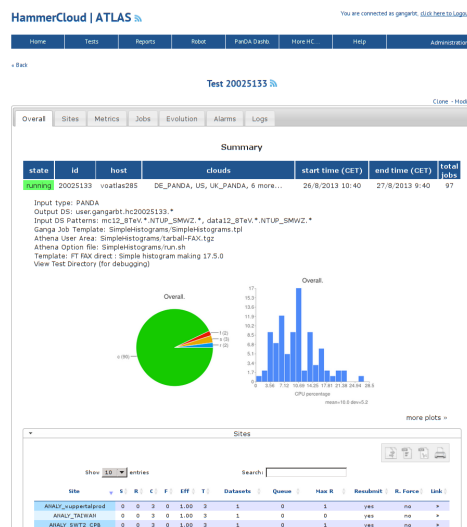 HammerCloud | ATLAS
You are connected as gangarbt, click here to Logou
Home Tests Reports Robot PanDA Dashb. More HC... Help Administration
« Back
Test 20025133
Clone - Modi
Overall Sites Metrics Jobs Evolution Alarms Logs
Summary
state id host clouds start time (CET) end time (CET) total jobs
running 20025133 voatlas285 DE_PANDA, US, UK_PANDA, 6 more... 26/8/2013 10:40 27/8/2013 9:40 97
Input type: PANDA
Output DS: user.gangarbt.hc20025133.*
Input DS Patterns: mc12_8TeV.*.NTUP_SMWZ.*, data12_8TeV.*.NTUP_SMWZ.*
Ganga Job Template: SimpleHistograms/SimpleHistograms.tpl
Athena User Area: SimpleHistograms/tarball-FAX.tgz
Athena Option file: SimpleHistograms/run.sh
Template: FT FAX direct : Simple histogram making 17.5.0
View Test Directory (for debugging)
Overall.
Overall.
CPU percentage
more plots »
Sites
Show 10 entries Search:
Site S R C F Eff T Datasets Queue Max R Resubmit R. Force Link
ANALY_wuppertalprod 0 0 3 0 1.00 3 1 0 1 yes no »
ANALY_TAIWAN 0 0 3 0 1.00 3 1 0 0 yes no »
ANALY_SWT2_CPB 0 0 3 0 1.00 3 1 0 1 yes no »